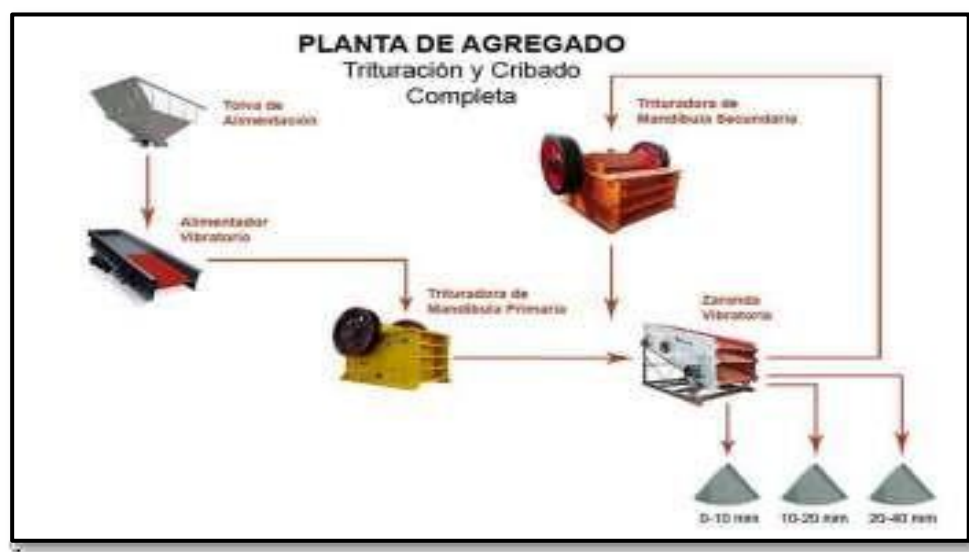 PLANTA DE AGREGADO
Trituración y Cribado
Completa
Tolva de
Alimentación
Trituradora de
Mandíbula Secundaria
Alimentador
Vibratorio
Trituradora de
Mandíbula Primaria
Zaranda
Vibratoria
0-10 mm
10-20 mm
20-40 mm